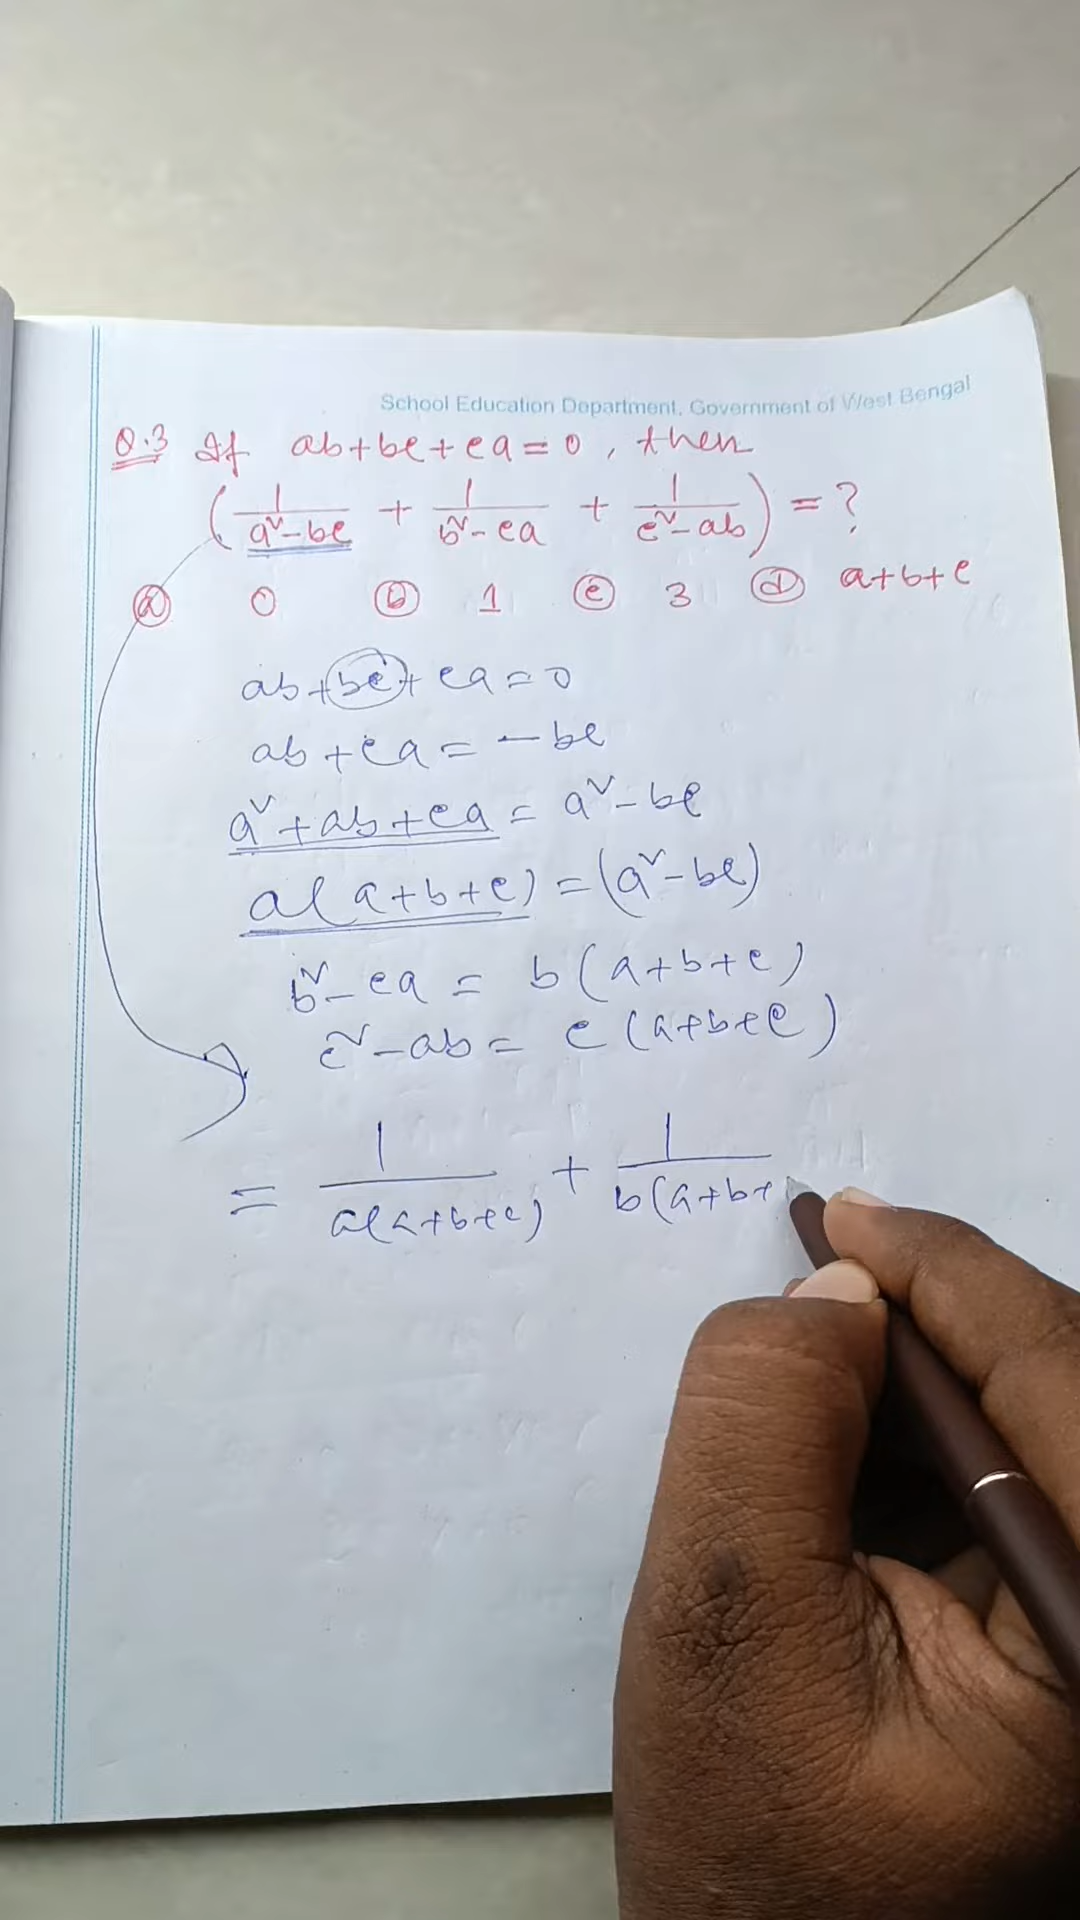 School Education Department, Government of West Bengal
Q.3 If ab+bc+ca=0, then
(1/(a²-bc) + 1/(b²-ca) + 1/(c²-ab)) = ?
ⓐ 0 ⓑ 1 ⓒ 3 ⓓ a+b+c
ab+bc+ca=0
ab+ca=-bc
a²+ab+ca=a²-bc
a(a+b+c)=(a²-bc)
b²-ca=b(a+b+c)
c²-ab=c(a+b+c)
= 1/(a(a+b+c)) + 1/(b(a+b+